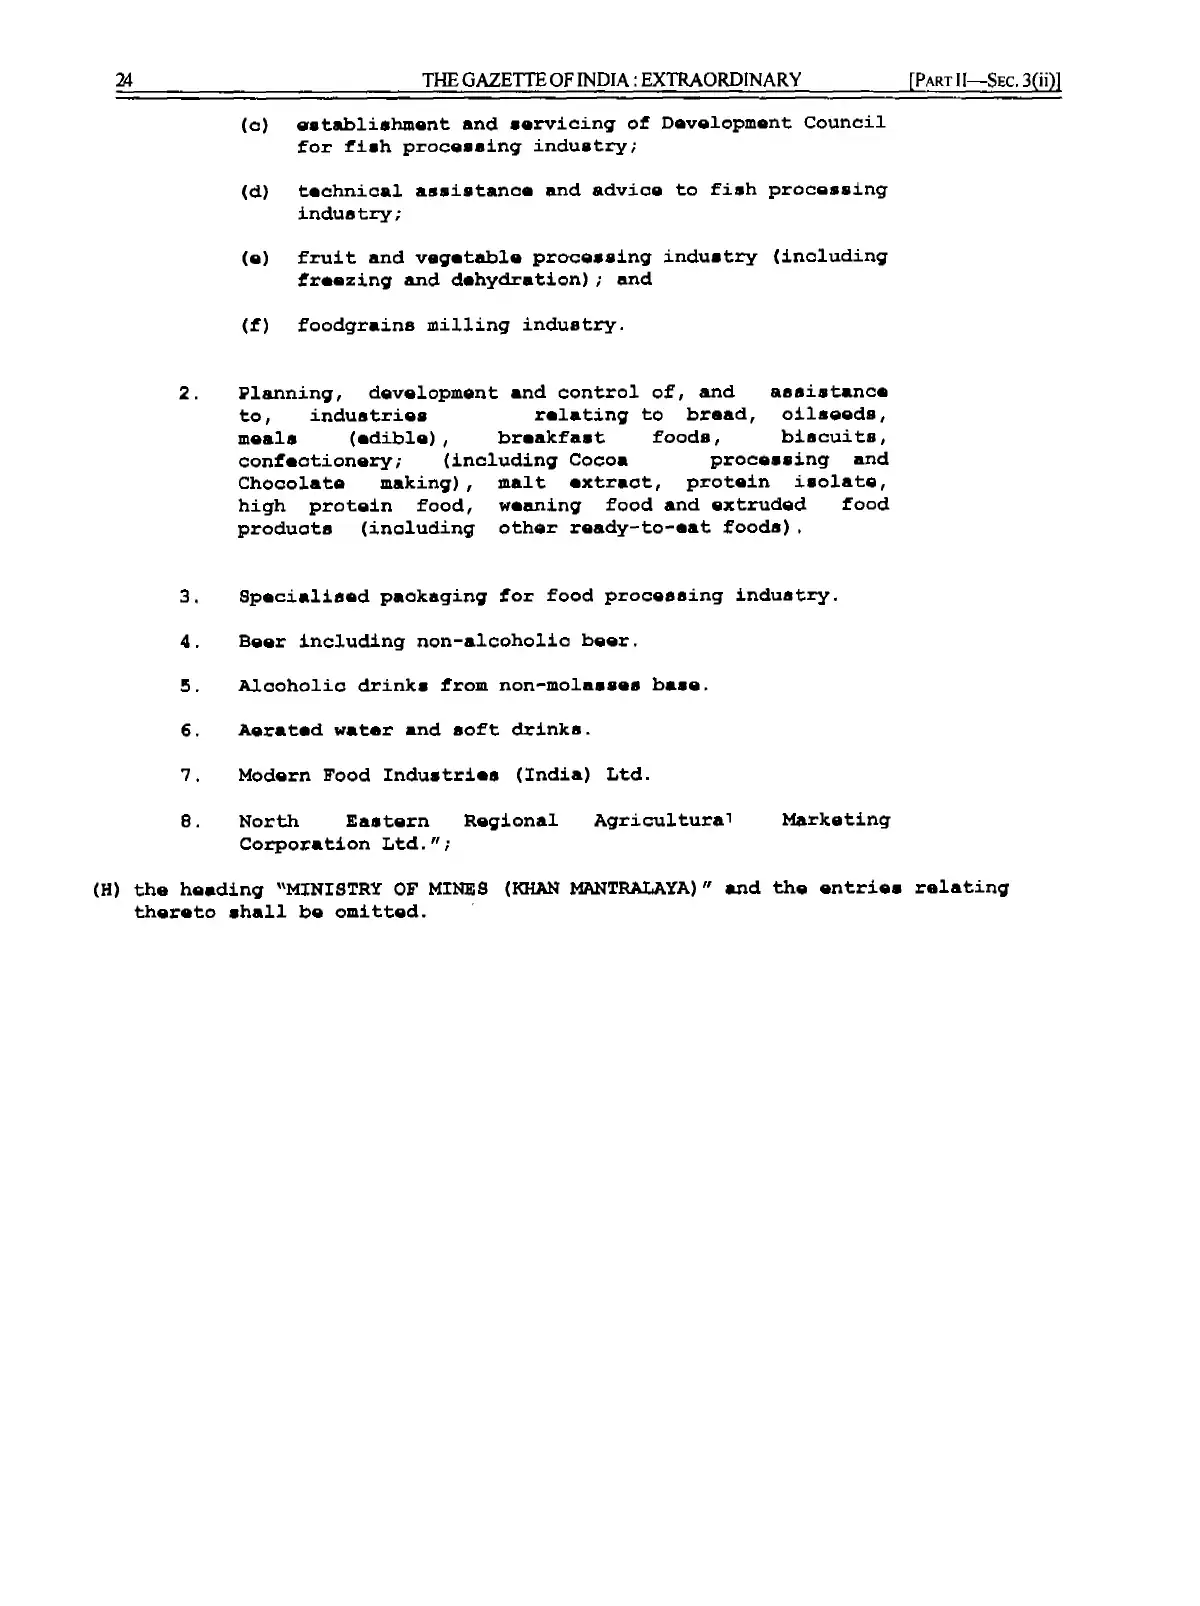 24 THE GAZETTE OF INDIA : EXTRAORDINARY [PART II—SEC. 3(ii)]
(c) establishment and servicing of Development Council
for fish processing industry;
(d) technical assistance and advice to fish processing
industry;
(e) fruit and vegetable processing industry (including
freezing and dehydration); and
(f) foodgrains milling industry.
2. Planning, development and control of, and assistance
to, industries relating to bread, oilseeds,
meals (edible), breakfast foods, biscuits,
confectionery; (including Cocoa processing and
Chocolate making), malt extract, protein isolate,
high protein food, weaning food and extruded food
products (including other ready-to-eat foods).
3. Specialised packaging for food processing industry.
4. Beer including non-alcoholic beer.
5. Alcoholic drinks from non-molasses base.
6. Aerated water and soft drinks.
7. Modern Food Industries (India) Ltd.
8. North Eastern Regional Agricultural Marketing
Corporation Ltd.";
(H) the heading "MINISTRY OF MINES (KHAN MANTRALAYA)" and the entries relating
thereto shall be omitted.